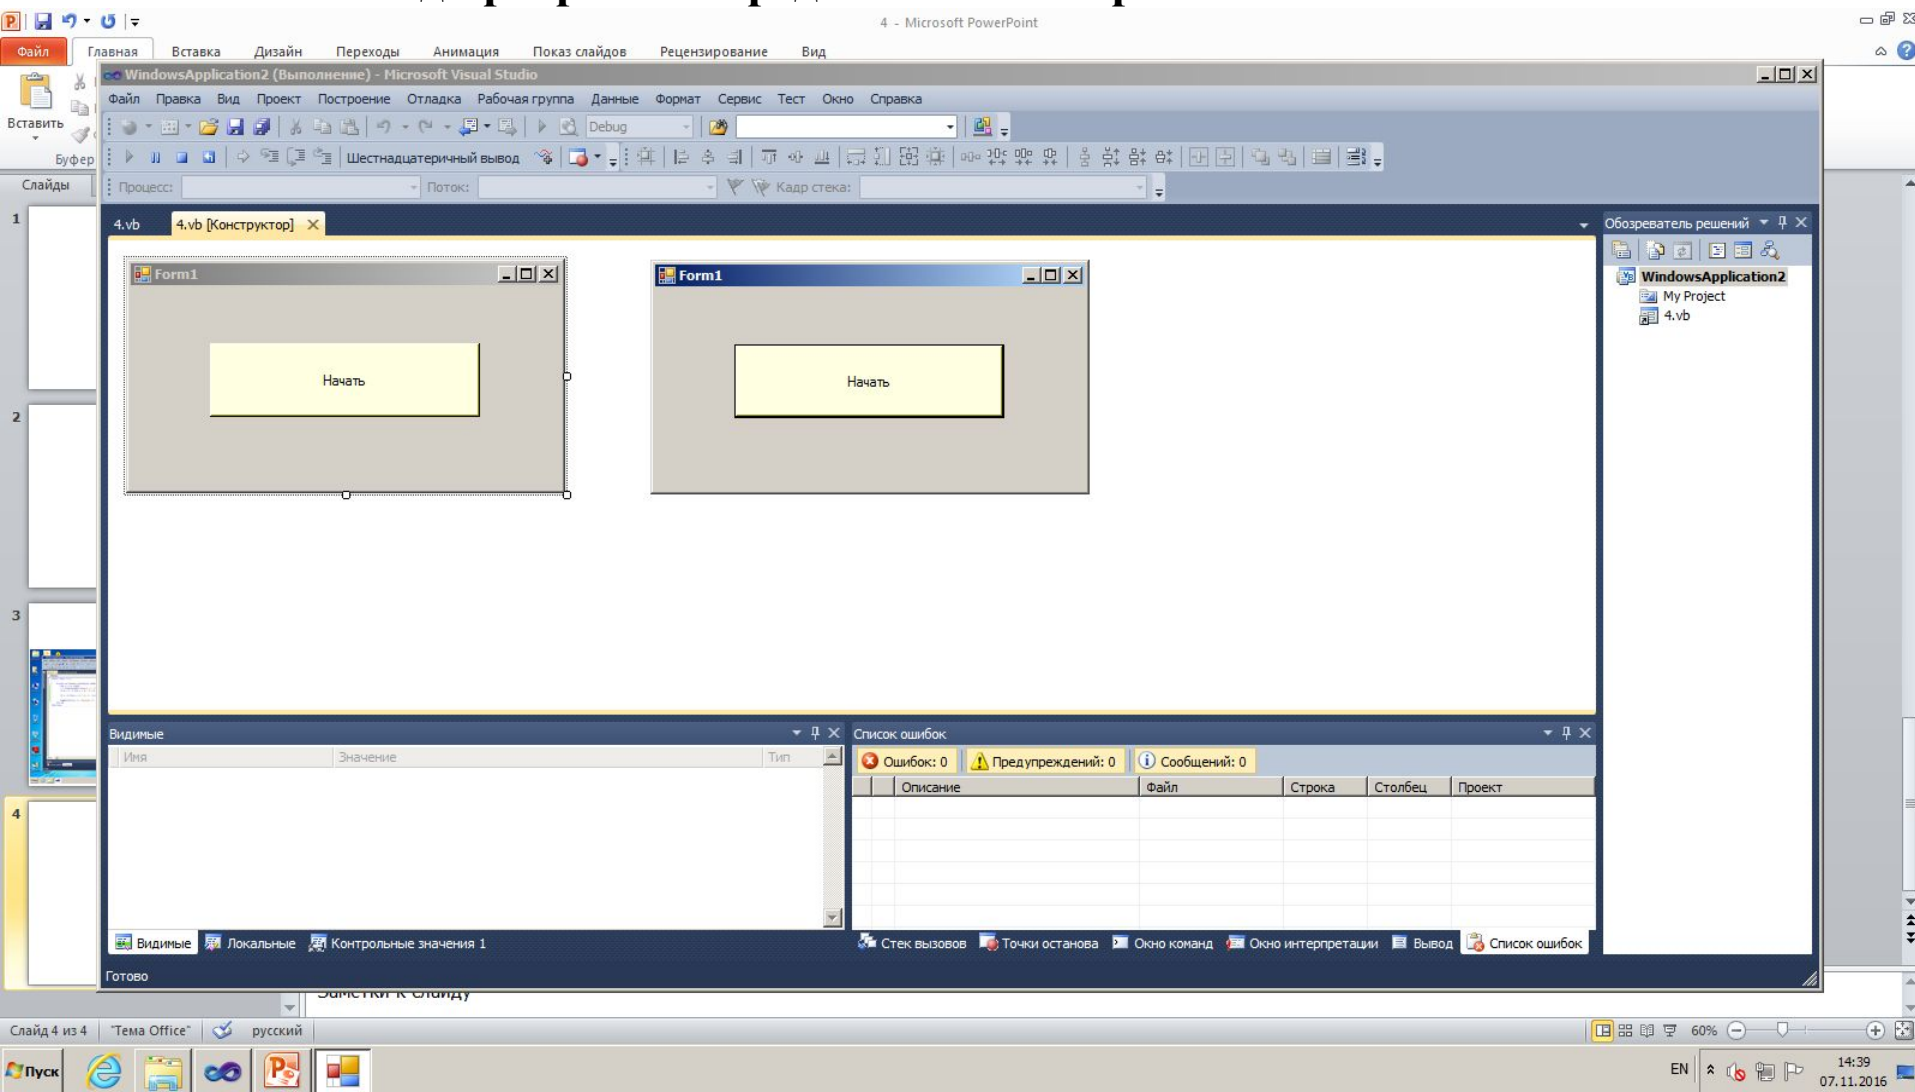 4 - Microsoft PowerPoint
Файл Главная Вставка Дизайн Переходы Анимация Показ слайдов Рецензирование Вид
WindowsApplication2 (Выполнение) - Microsoft Visual Studio
Файл Правка Вид Проект Построение Отладка Рабочая группа Данные Формат Сервис Тест Окно Справка
Вставить
Debug
Буфер
Шестнадцатеричный вывод
Слайды
Процесс: Поток: Кадр стека:
1
4.vb 4.vb [Конструктор]
Обозреватель решений
Form1
Form1
WindowsApplication2
My Project
4.vb
Начать
Начать
2
3
Видимые
Список ошибок
Имя Значение Тип
Ошибок: 0 Предупреждений: 0 Сообщений: 0
Описание Файл Строка Столбец Проект
4
Видимые Локальные Контрольные значения 1
Стек вызовов Точки останова Окно команд Окно интерпретации Вывод Список ошибок
Готово
Заметки к слайду
Слайд 4 из 4 "Тема Office" русский 60%
Пуск
EN 14:39
07.11.2016